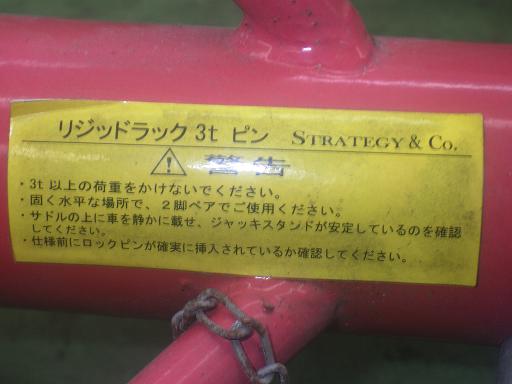 リジッドラック 3t ピン STRATEGY & CO.
警告
・3t 以上の荷重をかけないでください。
・固く水平な場所で、2脚ペアでご使用ください。
・サドルの上に車を静かに載せ、ジャッキスタンドが安定しているのを確認
してください。
・仕様前にロックピンが確実に挿入されているか確認してください。